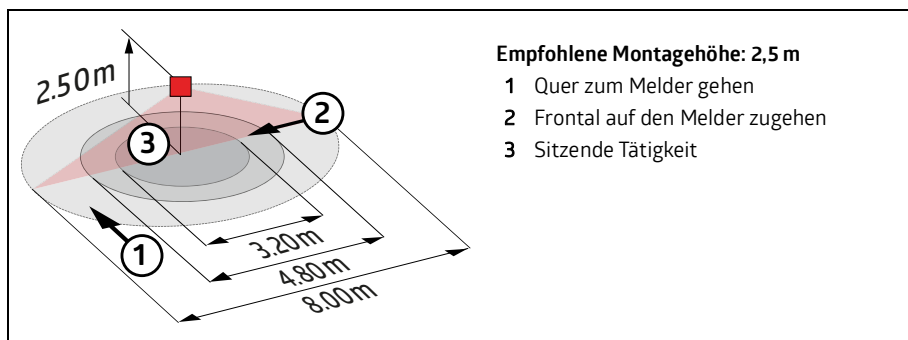 2.50m
3
2
1
3.20m
4.80m
8.00m
Empfohlene Montagehöhe: 2,5 m
1 Quer zum Melder gehen
2 Frontal auf den Melder zugehen
3 Sitzende Tätigkeit